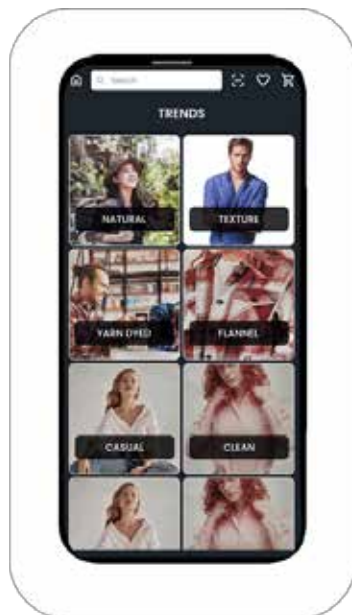 Search
TRENDS
NATURAL
TEXTURE
YARN DYED
FLANNEL
CASUAL
CLEAN